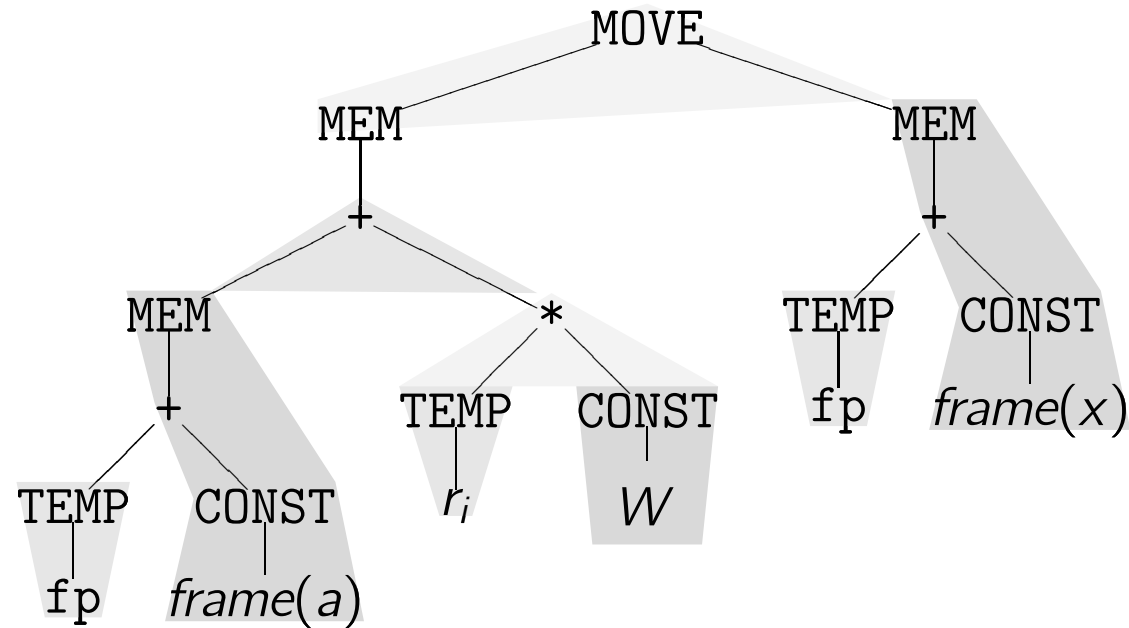 MOVE
MEM MEM
+ +
MEM * TEMP CONST
+ TEMP CONST fp frame(x)
TEMP CONST r_i W
fp frame(a)